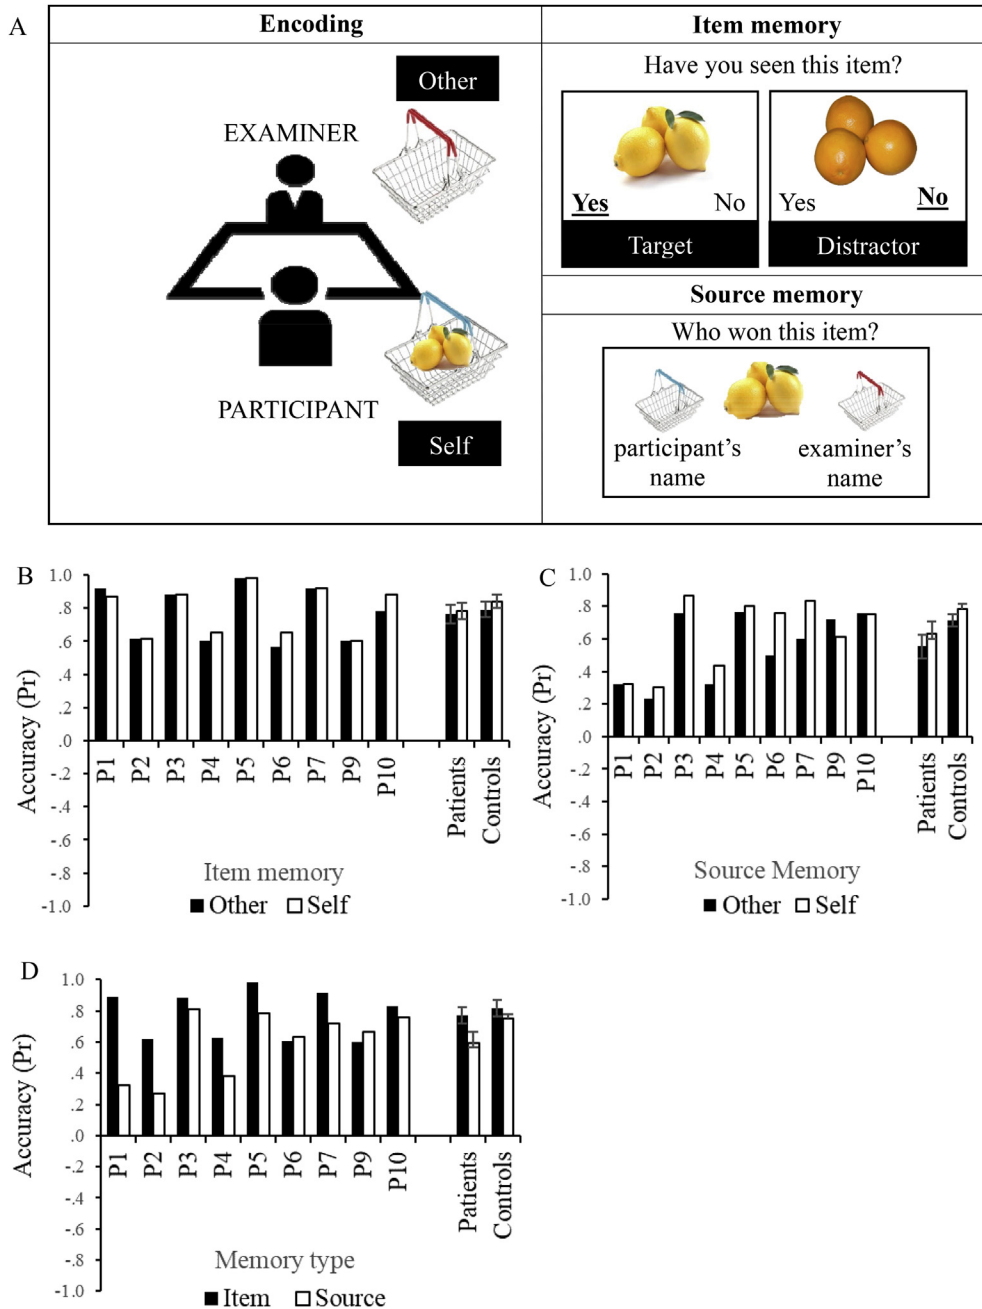 A
Encoding
Other
EXAMINER
PARTICIPANT
Self
Item memory
Have you seen this item?
Yes
No
Target
Yes
No
Distractor
Source memory
Who won this item?
participant's
name
examiner's
name
B
1.0
.8
.6
.4
.2
.0
-.2
-.4
-.6
-.8
-1.0
Accuracy (Pr)
P1
P2
P3
P4
P5
P6
P7
P9
P10
Patients
Controls
Item memory
Other
Self
C
1.0
.8
.6
.4
.2
.0
-.2
-.4
-.6
-.8
-1.0
Accuracy (Pr)
P1
P2
P3
P4
P5
P6
P7
P9
P10
Patients
Controls
Source Memory
Other
Self
D
1.0
.8
.6
.4
.2
.0
-.2
-.4
-.6
-.8
-1.0
Accuracy (Pr)
P1
P2
P3
P4
P5
P6
P7
P9
P10
Patients
Controls
Memory type
Item
Source